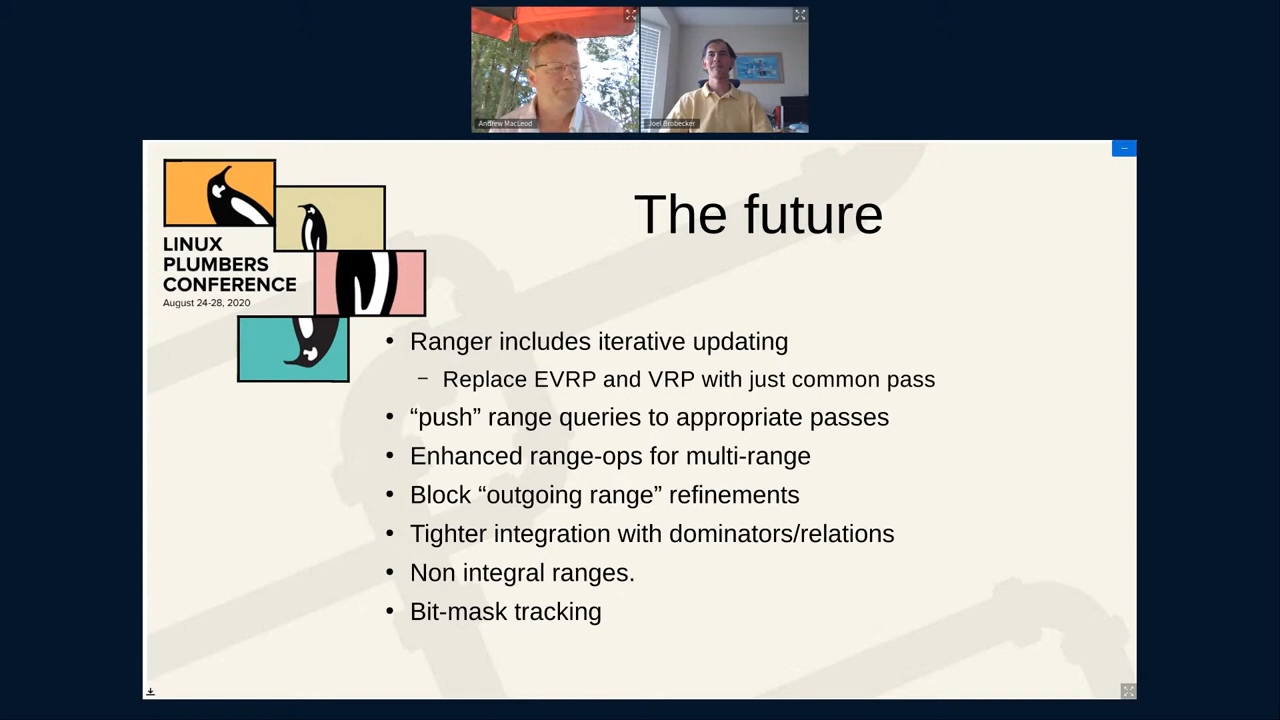 Andrew MacLeod
Joel Brobecker
The future
LINUX
PLUMBERS
CONFERENCE
August 24-28, 2020
• Ranger includes iterative updating
– Replace EVRP and VRP with just common pass
• “push” range queries to appropriate passes
• Enhanced range-ops for multi-range
• Block “outgoing range” refinements
• Tighter integration with dominators/relations
• Non integral ranges.
• Bit-mask tracking